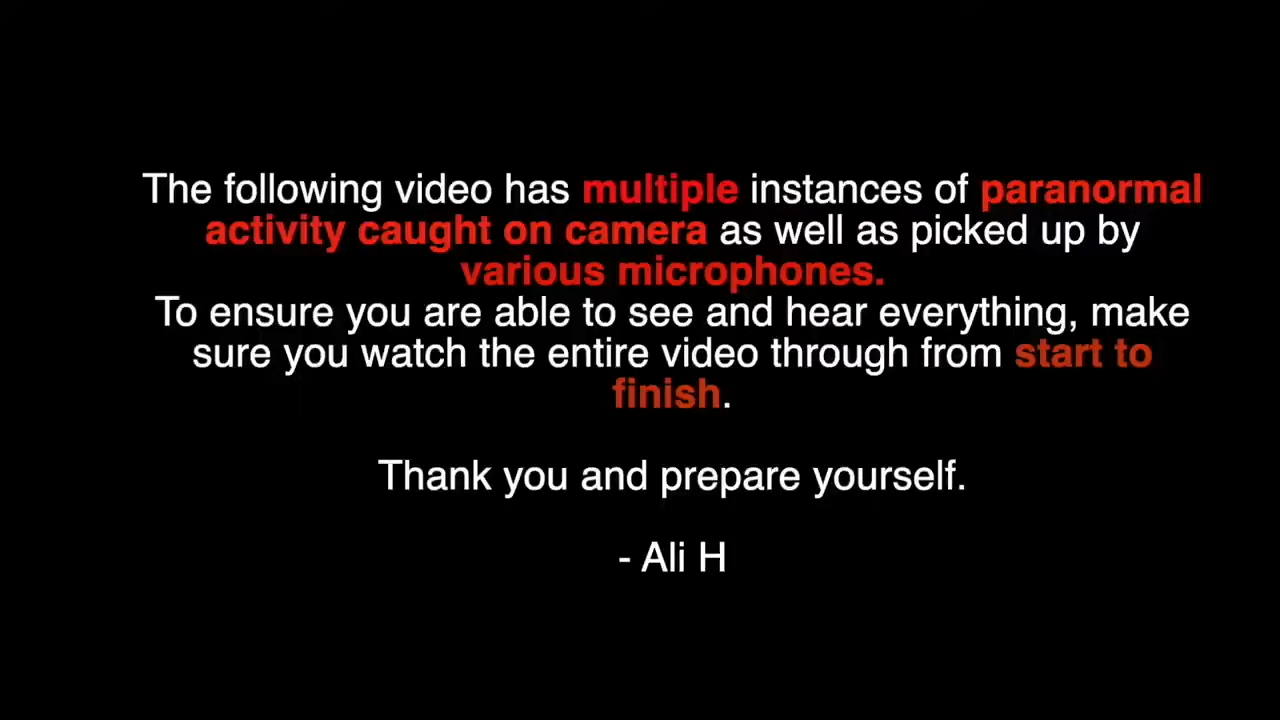 The following video has multiple instances of paranormal
activity caught on camera as well as picked up by
various microphones.
To ensure you are able to see and hear everything, make
sure you watch the entire video through from start to
finish.
Thank you and prepare yourself.
- Ali H